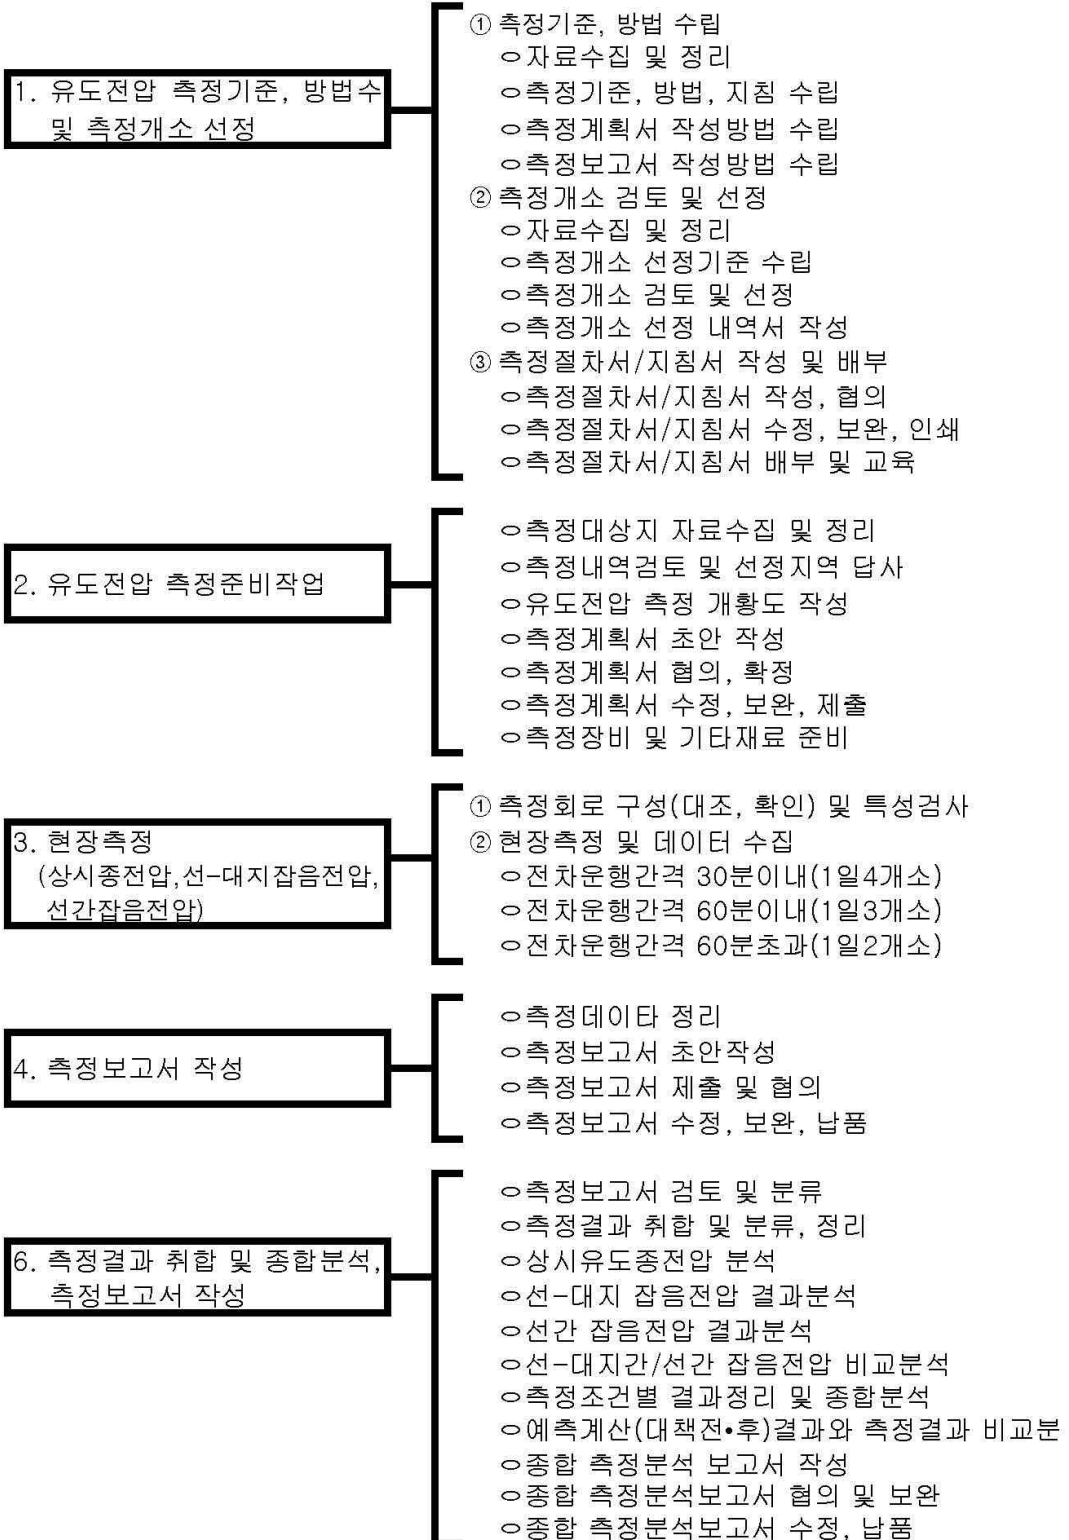 1. 유도전압 측정기준, 방법수
및 측정개소 선정
① 측정기준, 방법 수립
ㅇ자료수집 및 정리
ㅇ측정기준, 방법, 지침 수립
ㅇ측정계획서 작성방법 수립
ㅇ측정보고서 작성방법 수립
② 측정개소 검토 및 선정
ㅇ자료수집 및 정리
ㅇ측정개소 선정기준 수립
ㅇ측정개소 검토 및 선정
ㅇ측정개소 선정 내역서 작성
③ 측정절차서/지침서 작성 및 배부
ㅇ측정절차서/지침서 작성, 협의
ㅇ측정절차서/지침서 수정, 보완, 인쇄
ㅇ측정절차서/지침서 배부 및 교육
2. 유도전압 측정준비작업
ㅇ측정대상지 자료수집 및 정리
ㅇ측정내역검토 및 선정지역 답사
ㅇ유도전압 측정 개황도 작성
ㅇ측정계획서 초안 작성
ㅇ측정계획서 협의, 확정
ㅇ측정계획서 수정, 보완, 제출
ㅇ측정장비 및 기타재료 준비
3. 현장측정
(상시종전압,선-대지잡음전압,
선간잡음전압)
① 측정회로 구성(대조, 확인) 및 특성검사
② 현장측정 및 데이터 수집
ㅇ전차운행간격 30분이내(1일4개소)
ㅇ전차운행간격 60분이내(1일3개소)
ㅇ전차운행간격 60분초과(1일2개소)
4. 측정보고서 작성
ㅇ측정데이타 정리
ㅇ측정보고서 초안작성
ㅇ측정보고서 제출 및 협의
ㅇ측정보고서 수정, 보완, 납품
6. 측정결과 취합 및 종합분석,
측정보고서 작성
ㅇ측정보고서 검토 및 분류
ㅇ측정결과 취합 및 분류, 정리
ㅇ상시유도종전압 분석
ㅇ선-대지 잡음전압 결과분석
ㅇ선간 잡음전압 결과분석
ㅇ선-대지간/선간 잡음전압 비교분석
ㅇ측정조건별 결과정리 및 종합분석
ㅇ예측계산(대책전•후)결과와 측정결과 비교분
ㅇ종합 측정분석 보고서 작성
ㅇ종합 측정분석보고서 협의 및 보완
ㅇ종합 측정분석보고서 수정, 납품